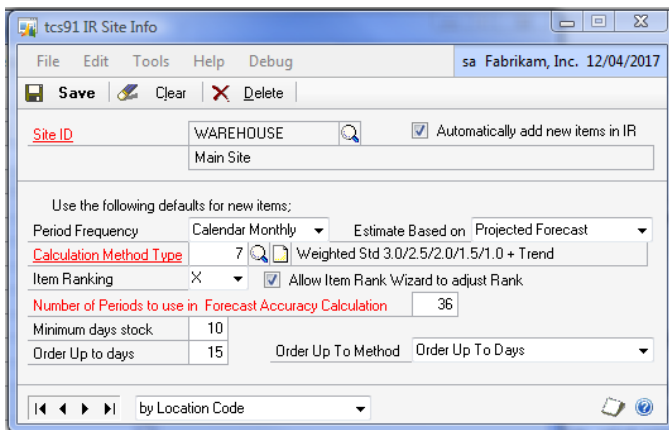 tcs91 IR Site Info
File Edit Tools Help Debug sa Fabrikam, Inc. 12/04/2017
Save Clear Delete
Site ID WAREHOUSE Automatically add new items in IR
Main Site
Use the following defaults for new items;
Period Frequency Calendar Monthly Estimate Based on Projected Forecast
Calculation Method Type 7 Weighted Std 3.0/2.5/2.0/1.5/1.0 + Trend
Item Ranking X Allow Item Rank Wizard to adjust Rank
Number of Periods to use in Forecast Accuracy Calculation 36
Minimum days stock 10
Order Up to days 15 Order Up To Method Order Up To Days
by Location Code